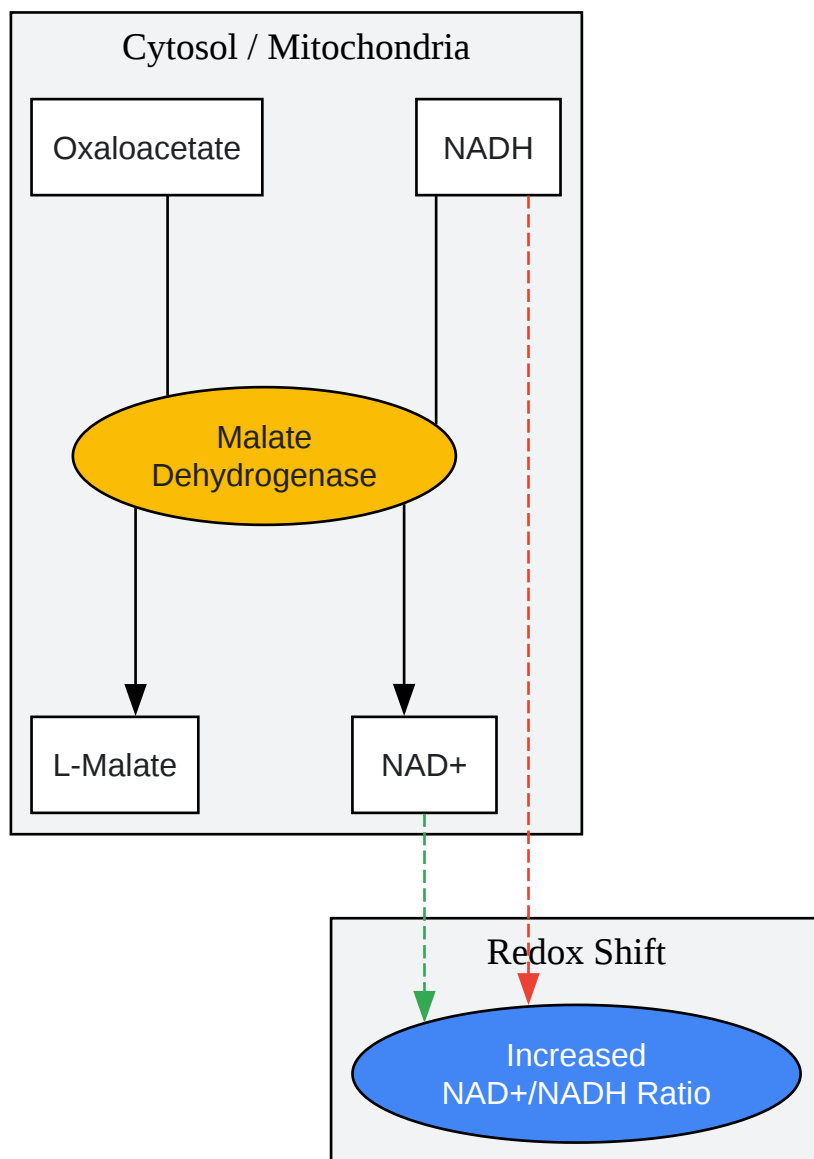 Cytosol / Mitochondria
Oxaloacetate
NADH
Malate
Dehydrogenase
L-Malate
NAD+
Redox Shift
Increased
NAD+/NADH Ratio